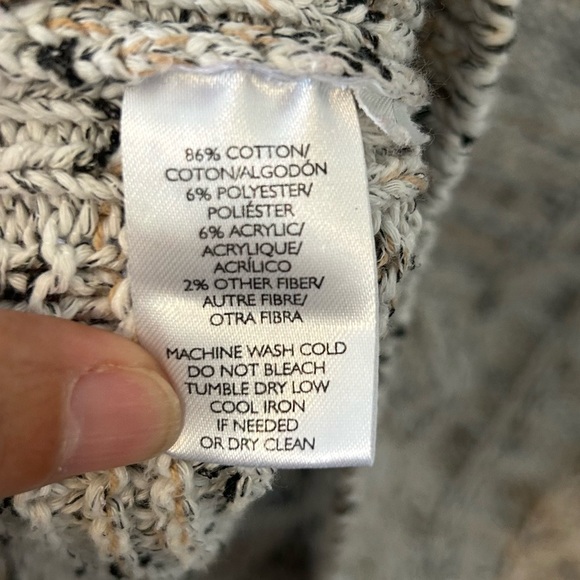 86% COTTON/
COTON/ALGODÓN
6% POLYESTER/
POLIÉSTER
6% ACRYLIC/
ACRYLIQUE/
ACRÍLICO
2% OTHER FIBER/
AUTRE FIBRE/
OTRA FIBRA
MACHINE WASH COLD
DO NOT BLEACH
TUMBLE DRY LOW
COOL IRON
IF NEEDED
OR DRY CLEAN